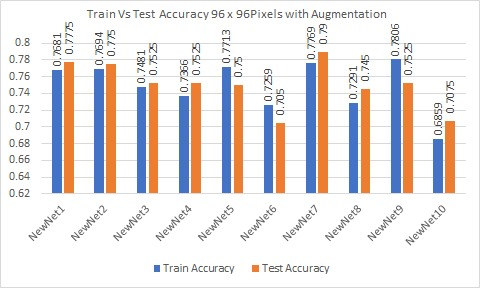 Train Vs Test Accuracy 96 x 96Pixels with Augmentation
0.8
0.78
0.76
0.74
0.72
0.7
0.68
0.66
0.64
0.62
0.7681
0.7775
0.7694
0.775
0.7481
0.7525
0.7366
0.7525
0.7713
0.75
0.7259
0.705
0.7769
0.79
0.7291
0.745
0.7806
0.7525
0.6859
0.7075
NewNet1
NewNet2
NewNet3
NewNet4
NewNet5
NewNet6
NewNet7
NewNet8
NewNet9
NewNet10
Train Accuracy
Test Accuracy